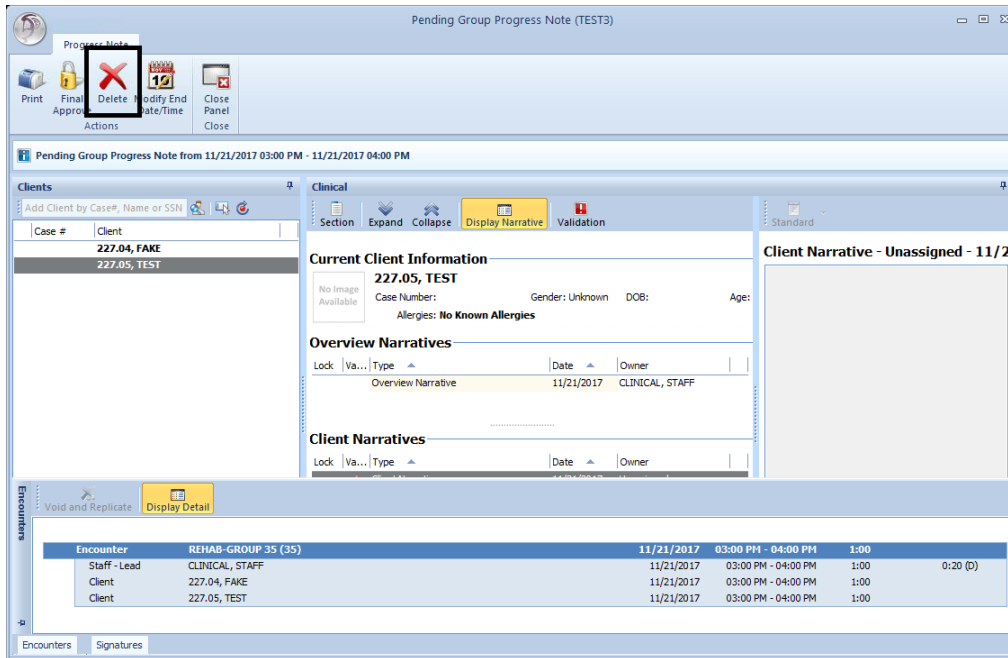 Pending Group Progress Note (TEST3)
Progress Note
Print Final Approve Delete Modify End Date/Time Close Panel
Actions Close
Pending Group Progress Note from 11/21/2017 03:00 PM - 11/21/2017 04:00 PM
Clients
Add Client by Case#, Name or SSN
Case # Client
227.04, FAKE
227.05, TEST
Clinical
Section Expand Collapse Display Narrative Validation
Current Client Information
No Image Available
227.05, TEST
Case Number: Gender: Unknown DOB: Age:
Allergies: No Known Allergies
Overview Narratives
Lock Va... Type Date Owner
Overview Narrative 11/21/2017 CLINICAL, STAFF
Client Narratives
Lock Va... Type Date Owner
Standard
Client Narrative - Unassigned - 11/2
Encounters
Void and Replicate Display Detail
Encounter REHAB-GROUP 35 (35) 11/21/2017 03:00 PM - 04:00 PM 1:00
Staff - Lead CLINICAL, STAFF 11/21/2017 03:00 PM - 04:00 PM 1:00 0:20 (D)
Client 227.04, FAKE 11/21/2017 03:00 PM - 04:00 PM 1:00
Client 227.05, TEST 11/21/2017 03:00 PM - 04:00 PM 1:00
Encounters Signatures